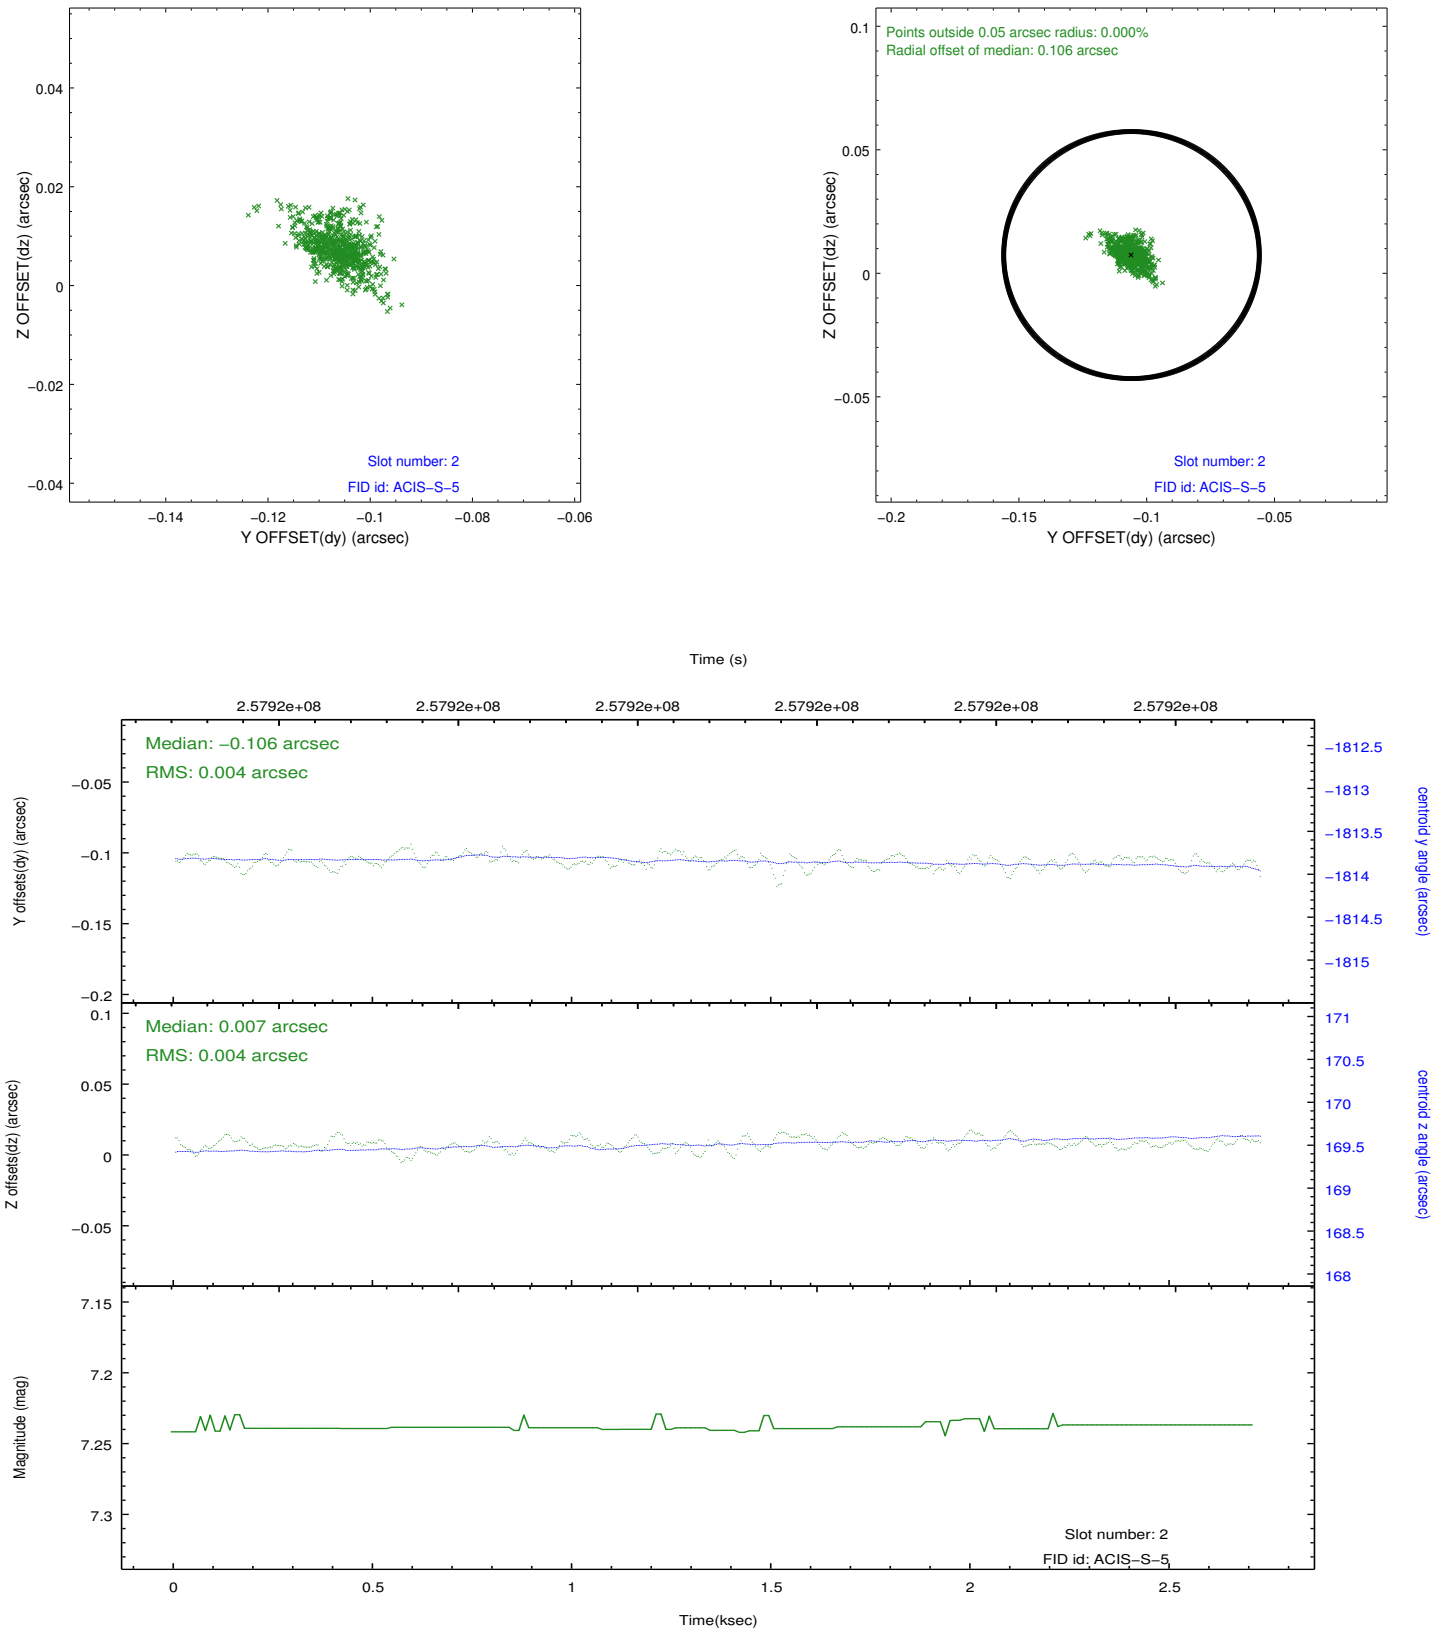 0.04
0.02
0
−0.02
−0.04
Z OFFSET(dz) (arcsec)
Slot number: 2
FID id: ACIS−S−5
−0.14
−0.12
−0.1
−0.08
−0.06
Y OFFSET(dy) (arcsec)
Points outside 0.05 arcsec radius: 0.000%
Radial offset of median: 0.106 arcsec
0.1
0.05
0
−0.05
Z OFFSET(dz) (arcsec)
Slot number: 2
FID id: ACIS−S−5
−0.2
−0.15
−0.1
−0.05
Y OFFSET(dy) (arcsec)
Time (s)
2.5792e+08
2.5792e+08
2.5792e+08
2.5792e+08
2.5792e+08
2.5792e+08
Median: −0.106 arcsec
RMS: 0.004 arcsec
−0.05
−0.1
−0.15
−0.2
Y offsets(dy) (arcsec)
−1812.5
−1813
−1813.5
−1814
−1814.5
−1815
centroid y angle (arcsec)
Median: 0.007 arcsec
RMS: 0.004 arcsec
0.1
0.05
0
−0.05
Z offsets(dz) (arcsec)
171
170.5
170
169.5
169
168.5
168
centroid z angle (arcsec)
7.15
7.2
7.25
7.3
Magnitude (mag)
Slot number: 2
FID id: ACIS−S−5
0
0.5
1
1.5
2
2.5
Time(ksec)